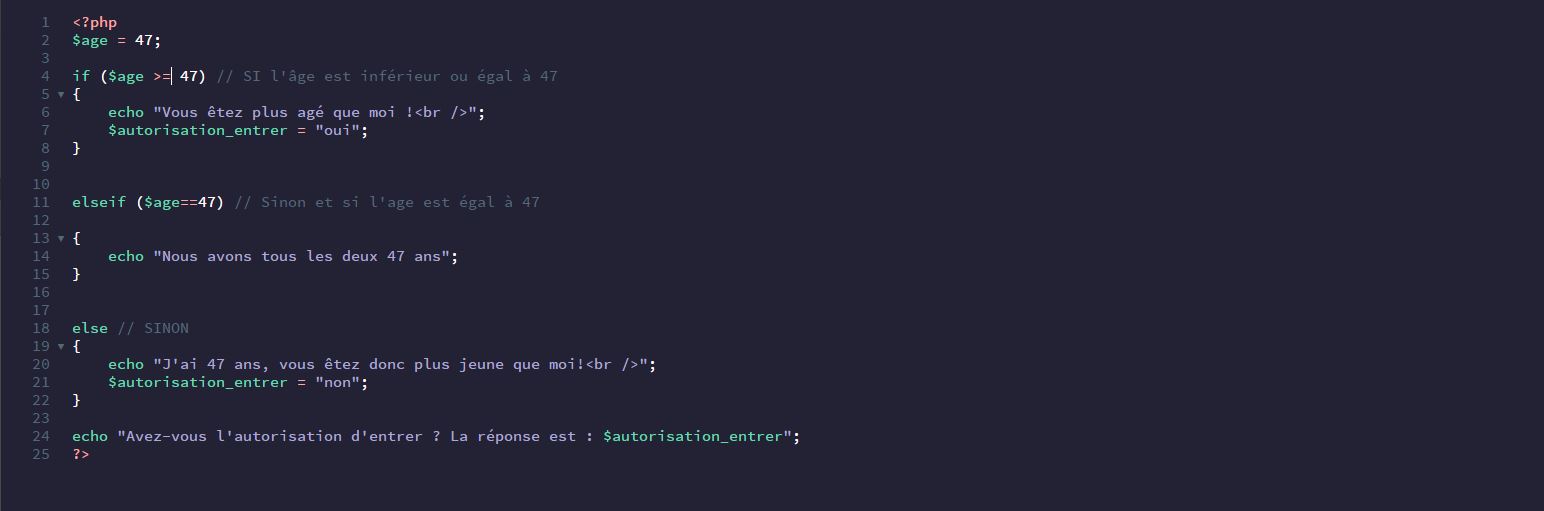 1 <?php
2 $age = 47;
3
4 if ($age >= 47) // SI l'âge est inférieur ou égal à 47
5 {
6 echo "Vous êtez plus agé que moi !<br />";
7 $autorisation_entrer = "oui";
8 }
9
10
11 elseif ($age==47) // Sinon et si l'age est égal à 47
12
13 {
14 echo "Nous avons tous les deux 47 ans";
15 }
16
17
18 else // SINON
19 {
20 echo "J'ai 47 ans, vous êtez donc plus jeune que moi!<br />";
21 $autorisation_entrer = "non";
22 }
23
24 echo "Avez-vous l'autorisation d'entrer ? La réponse est : $autorisation_entrer";
25 ?>